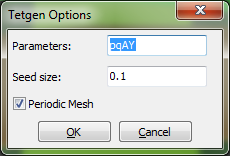 Tetgen Options
Parameters: pqAY
Seed size: 0.1
Periodic Mesh
OK Cancel